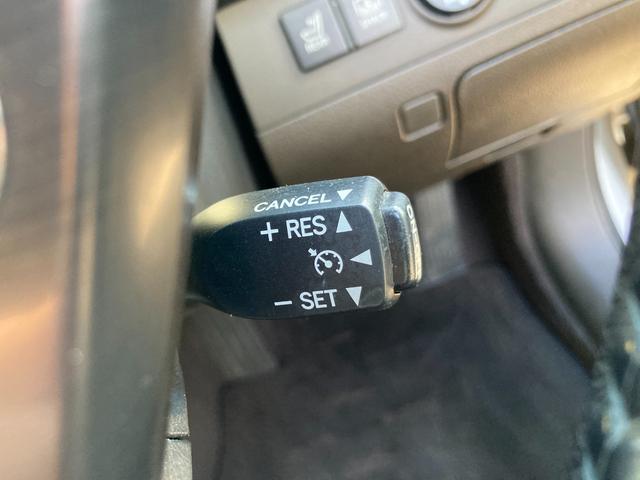 CANCEL ▼
+ RES ▲
◀
− SET ▼